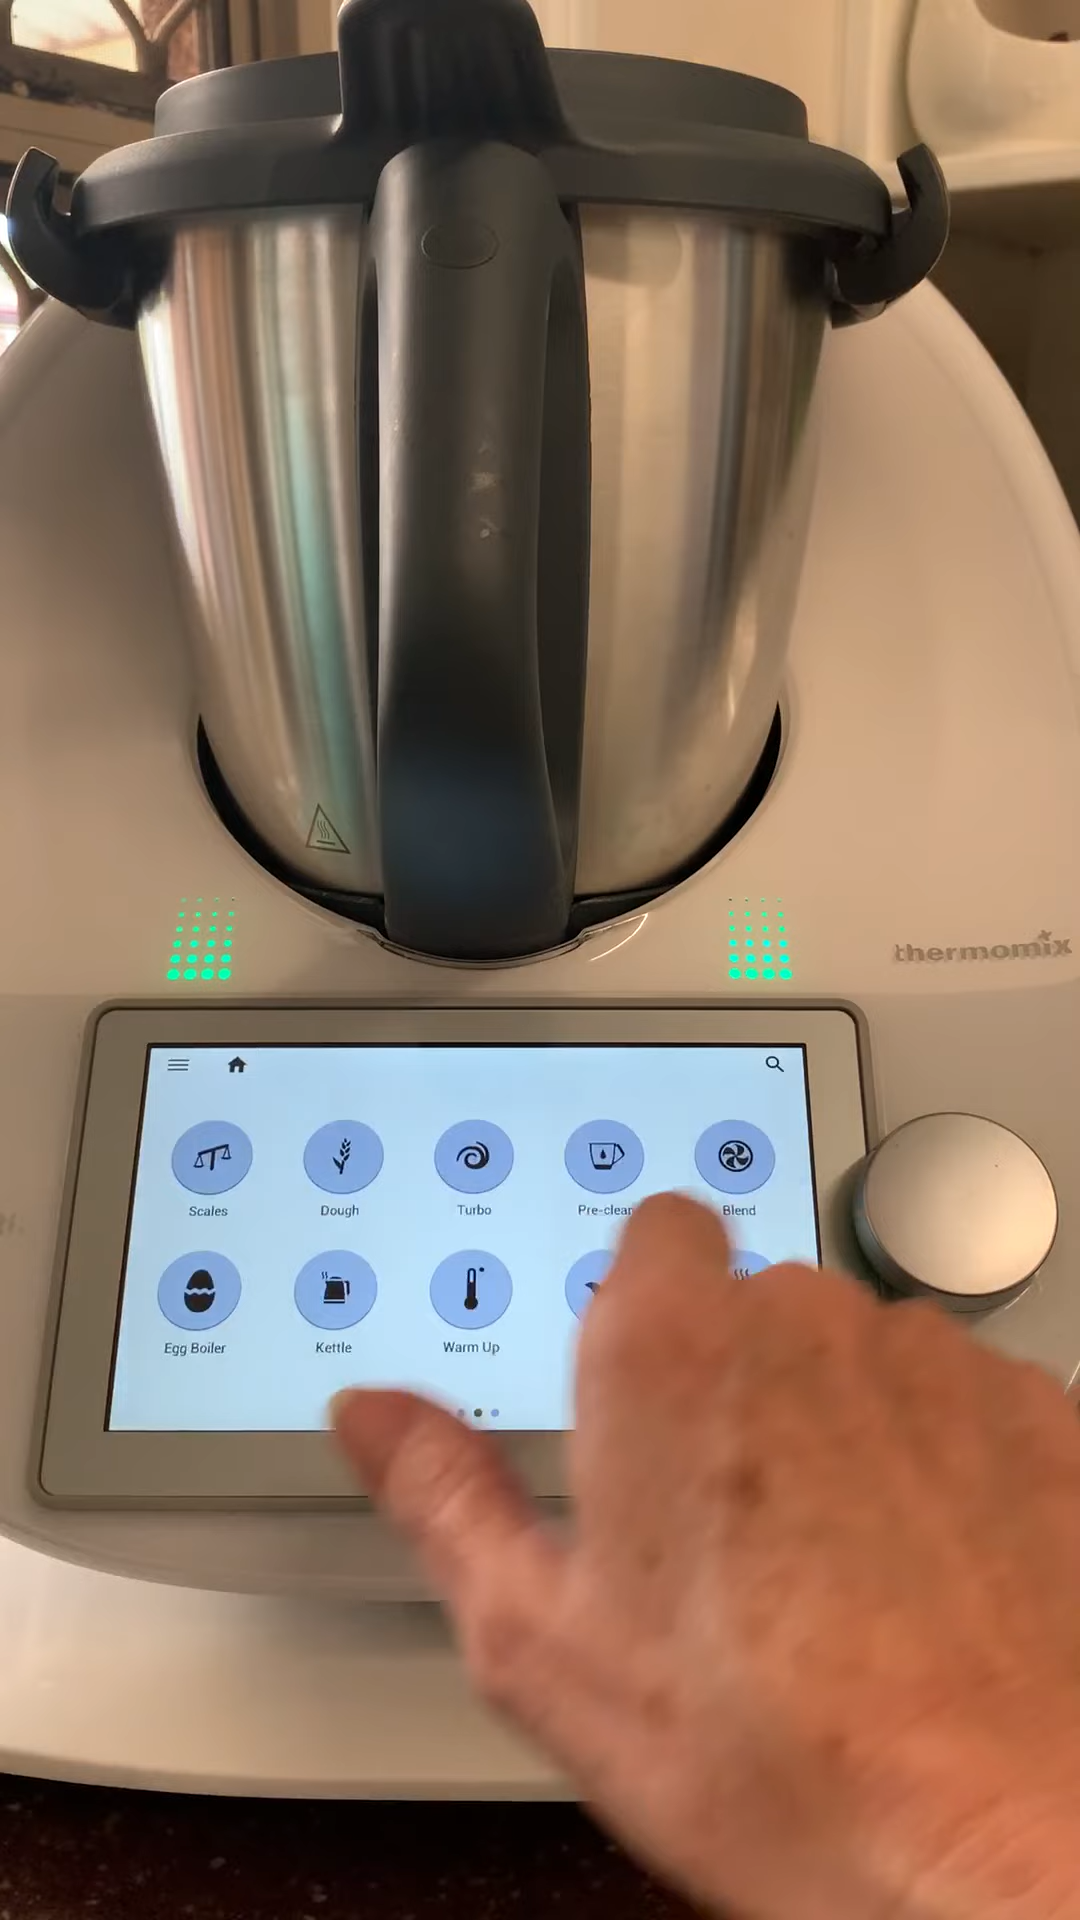 thermomix
Scales
Dough
Turbo
Pre-clean
Blend
Egg Boiler
Kettle
Warm Up